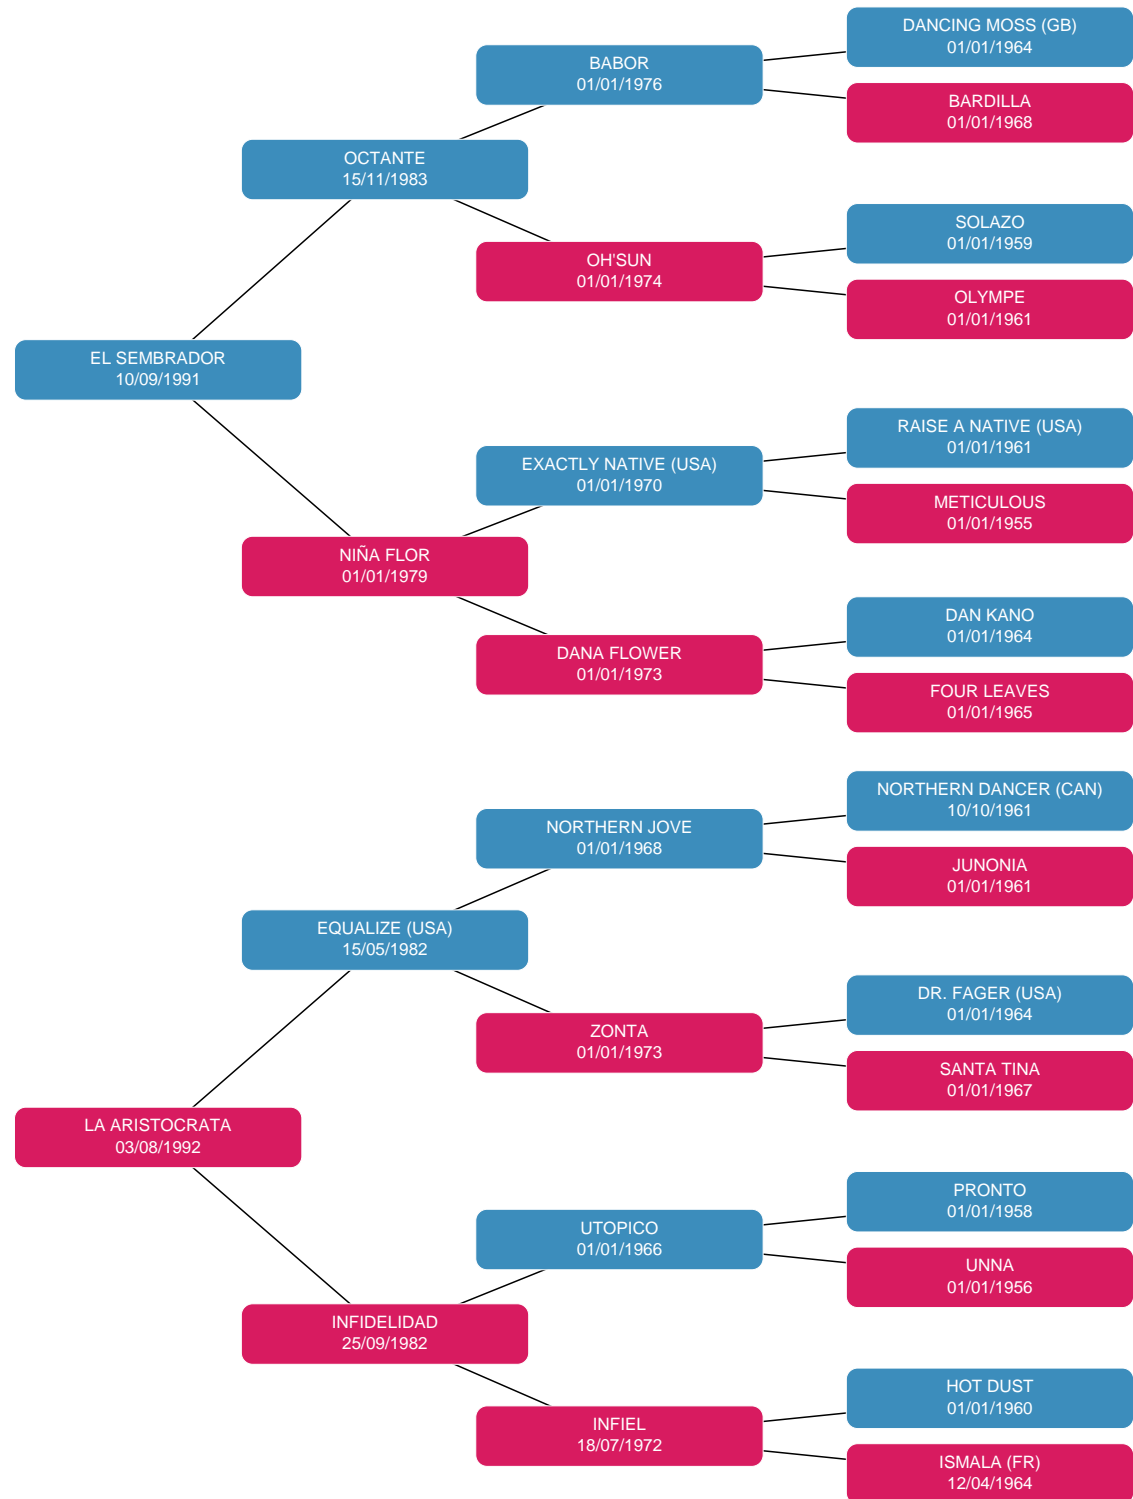 DANCING MOSS (GB)
01/01/1964
BABOR
01/01/1976
BARDILLA
01/01/1968
OCTANTE
15/11/1983
SOLAZO
01/01/1959
OH'SUN
01/01/1974
OLYMPE
01/01/1961
EL SEMBRADOR
10/09/1991
RAISE A NATIVE (USA)
01/01/1961
EXACTLY NATIVE (USA)
01/01/1970
METICULOUS
01/01/1955
NIÑA FLOR
01/01/1979
DAN KANO
01/01/1964
DANA FLOWER
01/01/1973
FOUR LEAVES
01/01/1965
NORTHERN DANCER (CAN)
10/10/1961
NORTHERN JOVE
01/01/1968
JUNONIA
01/01/1961
EQUALIZE (USA)
15/05/1982
DR. FAGER (USA)
01/01/1964
ZONTA
01/01/1973
SANTA TINA
01/01/1967
LA ARISTOCRATA
03/08/1992
PRONTO
01/01/1958
UTOPICO
01/01/1966
UNNA
01/01/1956
INFIDELIDAD
25/09/1982
HOT DUST
01/01/1960
INFIEL
18/07/1972
ISMALA (FR)
12/04/1964